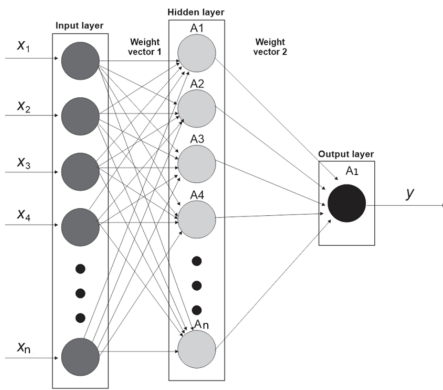 Hidden layer
Input layer
A1
Weight
vector 1
Weight
vector 2
x1
A2
x2
A3
x3
A4
x4
Output layer
A1
y
An
xn